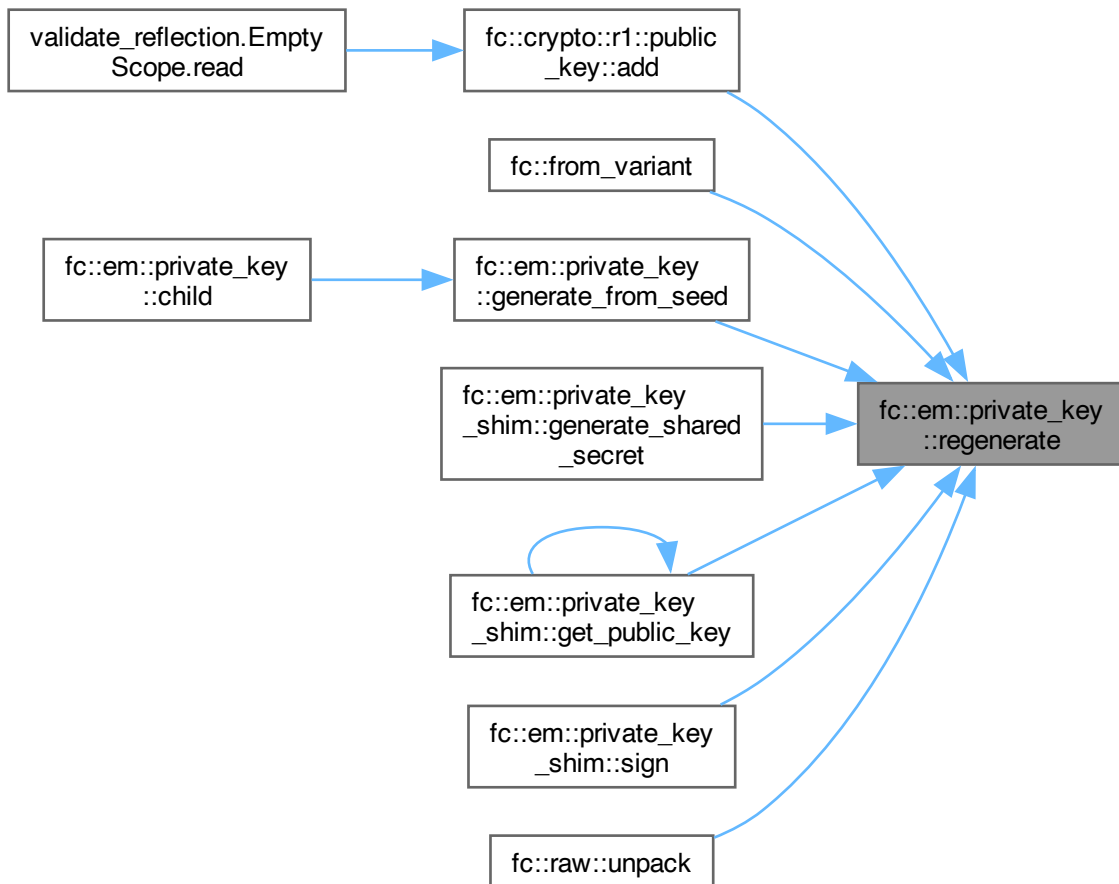 validate_reflection.Empty
Scope.read
fc::crypto::r1::public
_key::add
fc::from_variant
fc::em::private_key
::child
fc::em::private_key
::generate_from_seed
fc::em::private_key
_shim::generate_shared
_secret
fc::em::private_key
::regenerate
fc::em::private_key
_shim::get_public_key
fc::em::private_key
_shim::sign
fc::raw::unpack